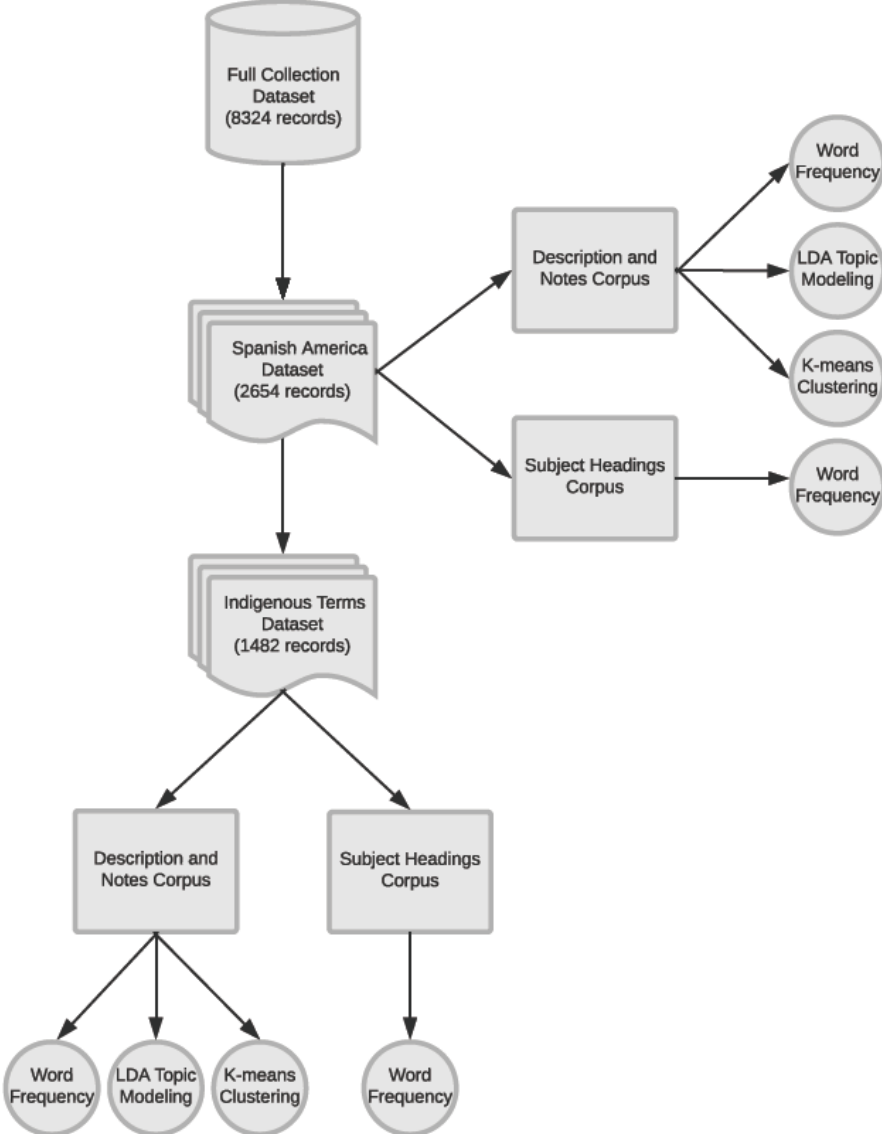 Full Collection
Dataset
(8324 records)
Word
Frequency
Description and
Notes Corpus
LDA Topic
Modeling
Spanish America
Dataset
(2654 records)
K-means
Clustering
Subject Headings
Corpus
Word
Frequency
Indigenous Terms
Dataset
(1482 records)
Description and
Notes Corpus
Subject Headings
Corpus
Word
Frequency
LDA Topic
Modeling
K-means
Clustering
Word
Frequency